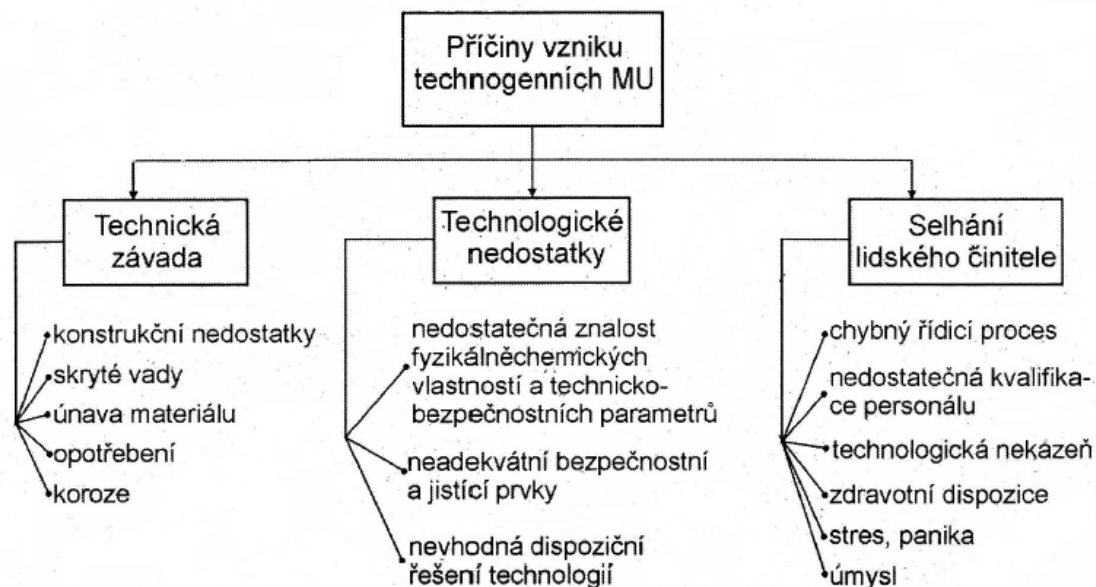 Příčiny vzniku
technogenních MU
Technická
závada
konstrukční nedostatky
skryté vady
únava materiálu
opotřebení
koroze
Technologické
nedostatky
nedostatečná znalost
fyzikálněchemických
vlastností a technicko-
bezpečnostních parametrů
neadekvátní bezpečnostní
a jistící prvky
nevhodná dispoziční
řešení technologií
Selhání
lidského činitele
chybný řídicí proces
nedostatečná kvalifika-
ce personálu
technologická nekázeň
zdravotní dispozice
stres, panika
úmysl